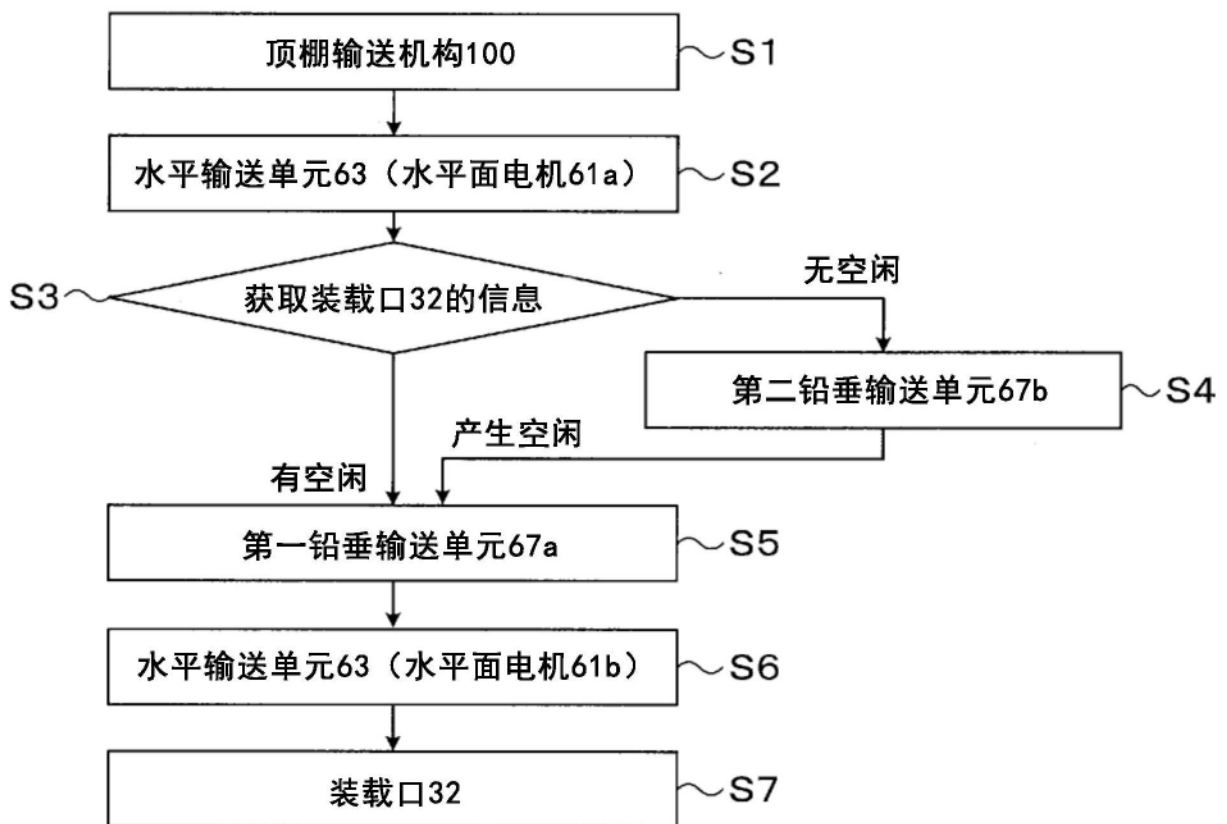 顶棚输送机构100
S1
水平输送单元63（水平面电机61a）
S2
S3
获取装载口32的信息
无空闲
第二铅垂输送单元67b
S4
产生空闲
有空闲
第一铅垂输送单元67a
S5
水平输送单元63（水平面电机61b）
S6
装载口32
S7